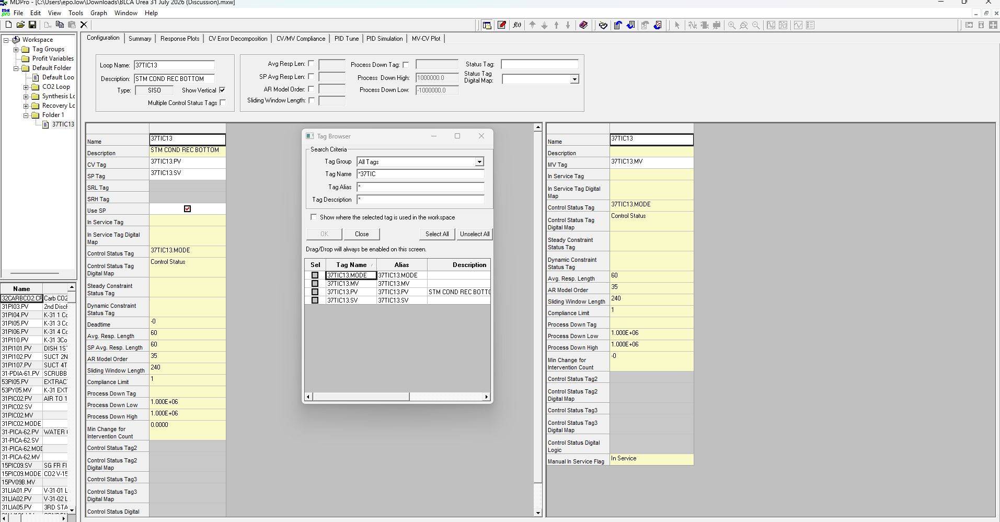 MDPro - [C:\Users\epo.low\Downloads\BLCA Urea 31 July 2026 (Discussion).mxw]
File Edit View Tools Graph Window Help
Workspace
Tag Groups
Profit Variables
Default Folder
Default Loo
CO2 Loop
Synthesis Lo
Recovery Lo
Folder 1
37TIC13
Name
32CARBCO2.CF Carb CO2
31PI03.PV 2nd Disch
31PI04.PV K-31 1 Co
31PI05.PV K-31 3 Co
31PI06.PV K-31 4 Co
31PI10.PV K-31 3Co
31PI101.PV DISH 1ST
31PI102.PV SUCT 2N
31PI107.PV SUCT 4T
31-PDIA-61.PV SCRUBB
53PI05.PV EXTRAC
53PY05.MV K-31 EXT
31PIC02.PV AIR TO 1
31PIC02.SV
31PIC02.MV
31PIC02.MODE
31-PICA-62.PV WATER
31-PICA-62.SV
31-PICA-62.MOD
31-PICA-62.MV
15PIC09.SV SG FR FI
15PIC09.MODE CO2 V-15
15PV09B.MV
31LIA01.PV V-31-01 L
31LIA02.PV V-31-02 L
31LIA05.PV 3RD STA
Configuration Summary Response Plots CV Error Decomposition CV/MV Compliance PID Tune PID Simulation MV-CV Plot
Loop Name: 37TIC13
Description: STM COND REC BOTTOM
Type: SISO Show Vertical
Multiple Control Status Tags
Avg Resp Len:
SP Avg Resp Len:
AR Model Order:
Sliding Window Length:
Process Down Tag:
Process Down High: 1000000.0
Process Down Low: -1000000.0
Status Tag:
Status Tag
Digital Map:
Name 37TIC13
Description STM COND REC BOTTOM
CV Tag 37TIC13.PV
SP Tag 37TIC13.SV
SRL Tag
SRH Tag
Use SP
In Service Tag
In Service Tag Digital
Map
Control Status Tag 37TIC13.MODE
Control Status Tag
Digital Map Control Status
Steady Constraint
Status Tag
Dynamic Constraint
Status Tag
Deadtime -0
Avg. Resp. Length 60
SP Avg. Resp. Length 60
AR Model Order 35
Sliding Window Length 240
Compliance Limit 1
Process Down Tag
Process Down Low 1.000E+06
Process Down High 1.000E+06
Min Change for
Intervention Count 0.0000
Control Status Tag2
Control Status Tag2
Digital Map
Control Status Tag3
Control Status Tag3
Digital Map
Control Status Digital
Tag Browser
Search Criteria
Tag Group All Tags
Tag Name *37TIC
Tag Alias *
Tag Description *
Show where the selected tag is used in the workspace
OK Close Select All Unselect All
Drag/Drop will always be enabled on this screen.
Sel Tag Name Alias Description
37TIC13.MODE 37TIC13.MODE
37TIC13.MV 37TIC13.MV
37TIC13.PV 37TIC13.PV STM COND REC BOTTO
37TIC13.SV 37TIC13.SV
Name 37TIC13
Description
MV Tag 37TIC13.MV
In Service Tag
In Service Tag Digital
Map
Control Status Tag 37TIC13.MODE
Control Status Tag
Digital Map Control Status
Steady Constraint
Status Tag
Dynamic Constraint
Status Tag
Avg. Resp. Length 60
AR Model Order 35
Sliding Window Length 240
Compliance Limit 1
Process Down Tag
Process Down Low 1.000E+06
Process Down High 1.000E+06
Min Change for
Intervention Count -0
Control Status Tag2
Control Status Tag2
Digital Map
Control Status Tag3
Control Status Tag3
Digital Map
Control Status Digital
Logic
Manual In Service Flag In Service